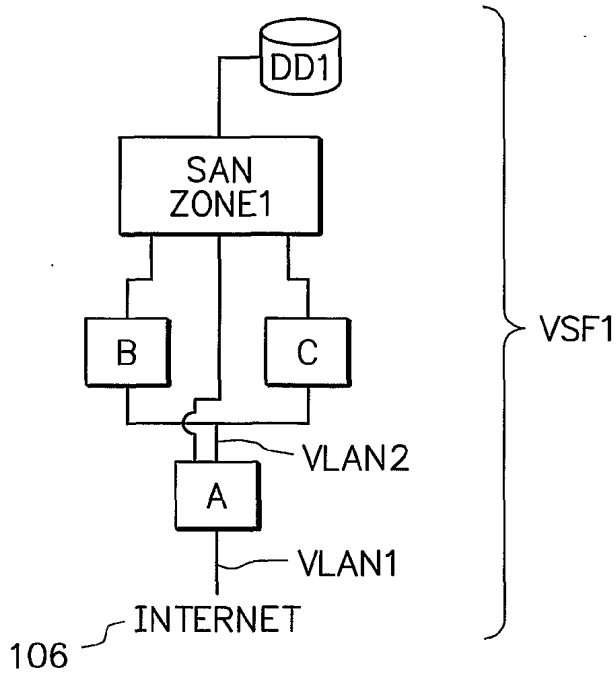 DD1
SAN
ZONE1
VSF1
B
C
VLAN2
A
VLAN1
INTERNET
106